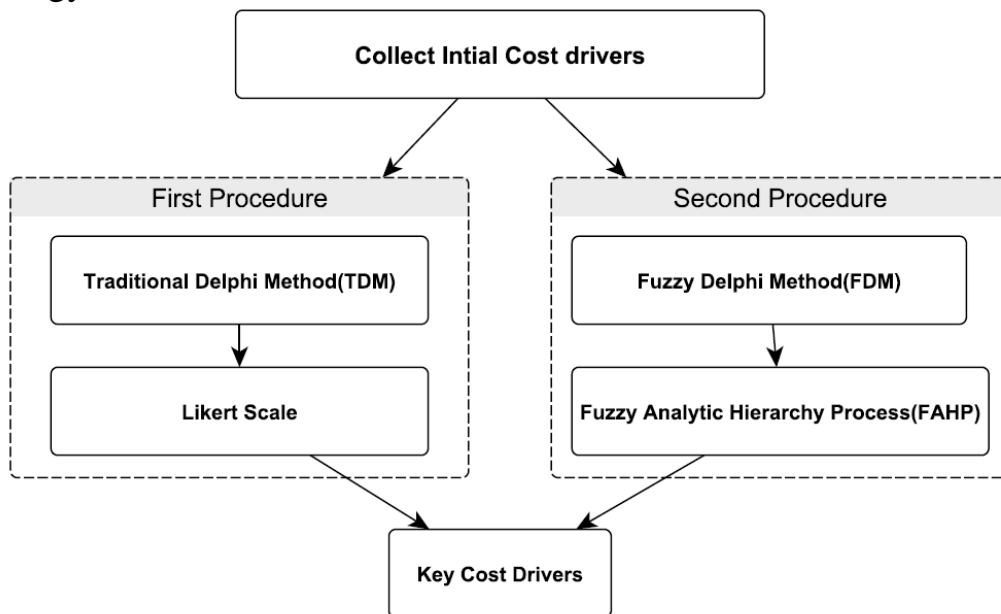 gy
Collect Intial Cost drivers
First Procedure
Traditional Delphi Method(TDM)
Likert Scale
Second Procedure
Fuzzy Delphi Method(FDM)
Fuzzy Analytic Hierarchy Process(FAHP)
Key Cost Drivers